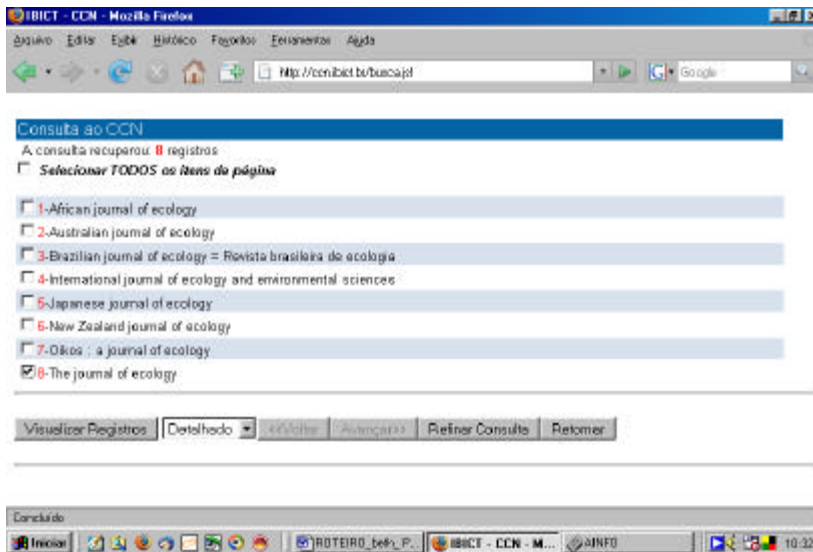 IBICT - CCN - Mozilla Firefox
Arquivo Editar Exibir Histórico Favoritos Ferramentas Ajuda
http://ccn.ibict.br/busca.jsf
Google
Consulta ao CCN
A consulta recuperou: 8 registros
Selecionar TODOS os itens da página
1-African journal of ecology
2-Australian journal of ecology
3-Brazilian journal of ecology = Revista brasileira de ecologia
4-International journal of ecology and environmental sciences
5-Japanese journal of ecology
6-New Zealand journal of ecology
7-Oikos : a journal of ecology
8-The journal of ecology
Visualizar Registros Detalhado <<Voltar Avançar>> Refinar Consulta Retornar
Concluído
Iniciar ROTEIRO_beth_P... IBICT - CCN - M... AINFO 10:32